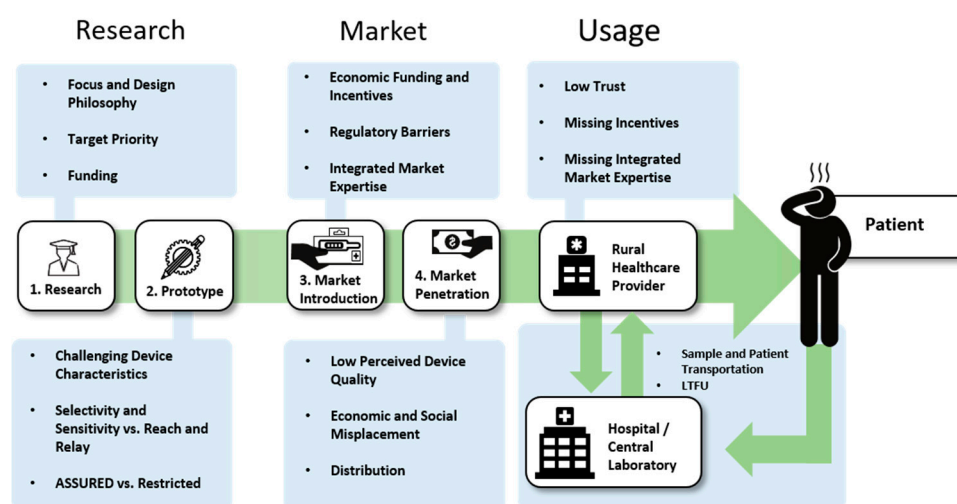 Research
Market
Usage
• Focus and Design
Philosophy
• Target Priority
• Funding
• Economic Funding and
Incentives
• Regulatory Barriers
• Integrated Market
Expertise
• Low Trust
• Missing Incentives
• Missing Integrated
Market Expertise
1. Research
2. Prototype
3. Market
Introduction
4. Market
Penetration
Rural
Healthcare
Provider
Patient
• Challenging Device
Characteristics
• Selectivity and
Sensitivity vs. Reach and
Relay
• ASSURED vs. Restricted
• Low Perceived Device
Quality
• Economic and Social
Misplacement
• Distribution
• Sample and Patient
Transportation
• LTFU
Hospital /
Central
Laboratory